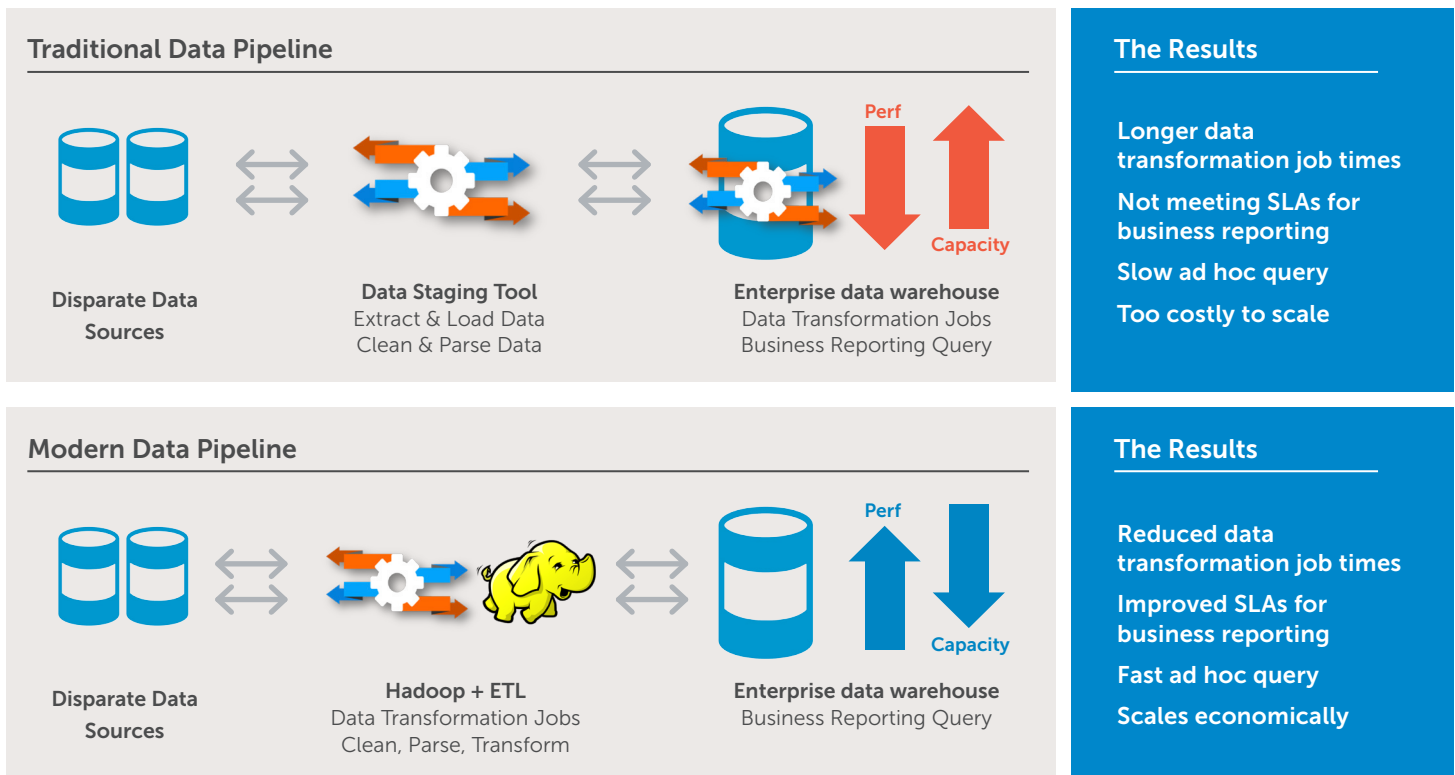 Traditional Data Pipeline
Perf
Capacity
Disparate Data
Sources
Data Staging Tool
Extract & Load Data
Clean & Parse Data
Enterprise data warehouse
Data Transformation Jobs
Business Reporting Query
The Results
Longer data
transformation job times
Not meeting SLAs for
business reporting
Slow ad hoc query
Too costly to scale
Modern Data Pipeline
Perf
Capacity
Disparate Data
Sources
Hadoop + ETL
Data Transformation Jobs
Clean, Parse, Transform
Enterprise data warehouse
Business Reporting Query
The Results
Reduced data
transformation job times
Improved SLAs for
business reporting
Fast ad hoc query
Scales economically